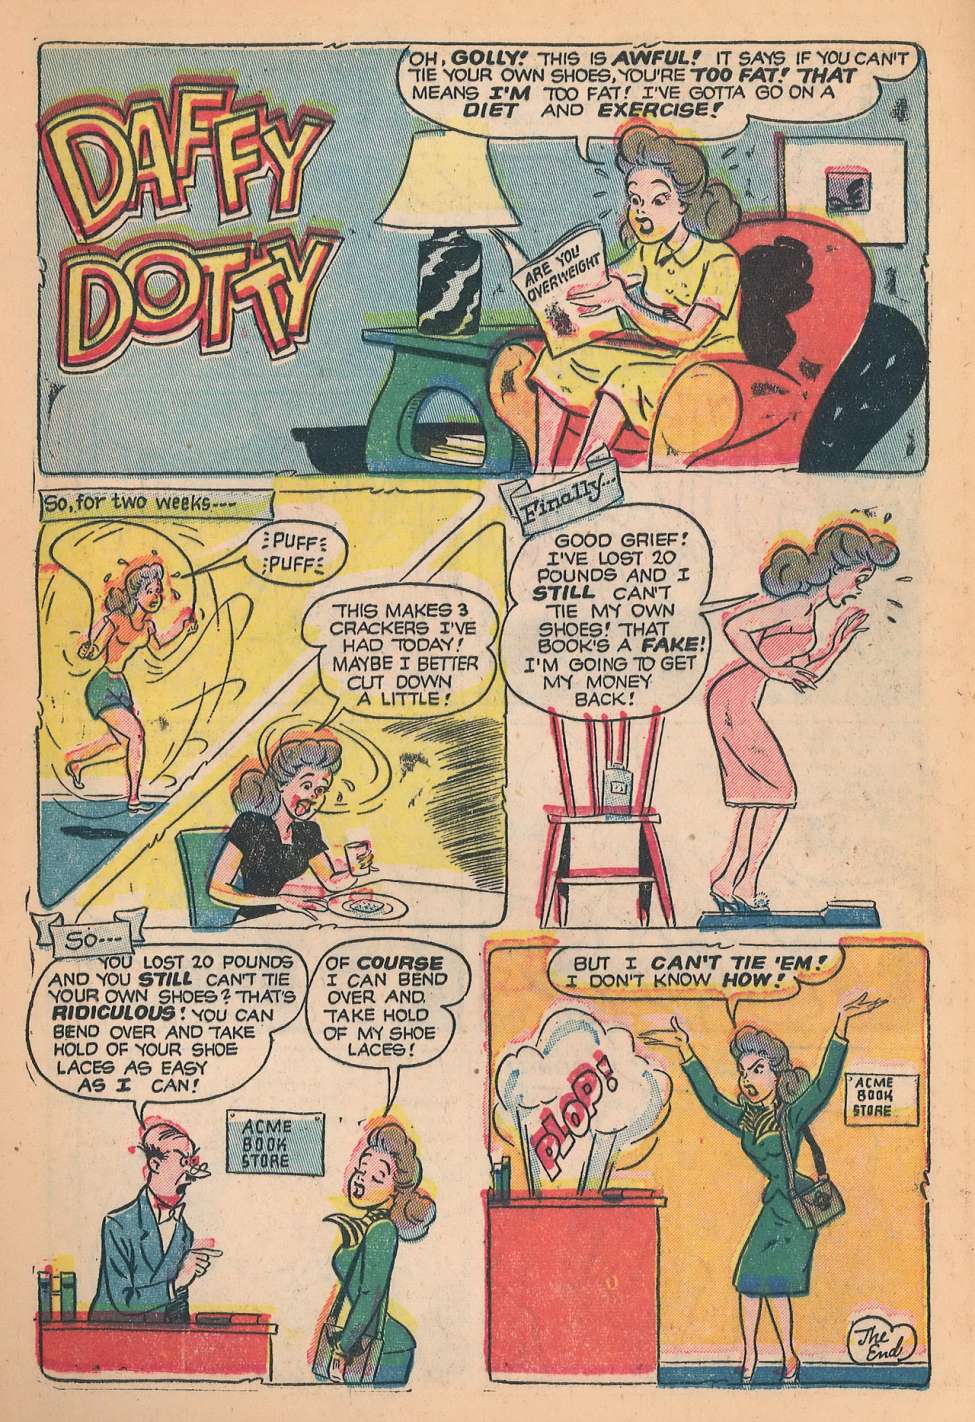 DAFFY
DOTTY
OH, GOLLY! THIS IS AWFUL! IT SAYS IF YOU CAN'T
TIE YOUR OWN SHOES, YOU'RE TOO FAT! THAT
MEANS I'M TOO FAT! I'VE GOTTA GO ON A
DIET AND EXERCISE!
ARE YOU
OVERWEIGHT
So, for two weeks---
PUFF
PUFF
THIS MAKES 3
CRACKERS I'VE
HAD TODAY!
MAYBE I BETTER
CUT DOWN
A LITTLE!
Finally...
GOOD GRIEF!
I'VE LOST 20
POUNDS AND I
STILL CAN'T
TIE MY OWN
SHOES! THAT
BOOK'S A FAKE!
I'M GOING TO GET
MY MONEY
BACK!
So---
YOU LOST 20 POUNDS
AND YOU STILL CAN'T TIE
YOUR OWN SHOES? THAT'S
RIDICULOUS! YOU CAN
BEND OVER AND TAKE
HOLD OF YOUR SHOE
LACES AS EASY
AS I CAN!
OF COURSE
I CAN BEND
OVER AND
TAKE HOLD
OF MY SHOE
LACES!
ACME
BOOK
STORE
BUT I CAN'T TIE 'EM!
I DON'T KNOW HOW!
PLOP!
ACME
BOOK
STORE
The
End